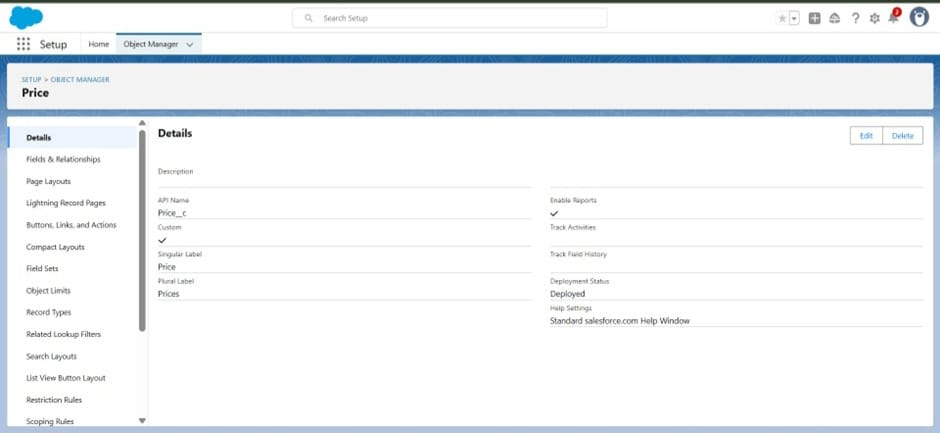 Search Setup
2
Setup
Home
Object Manager
SETUP > OBJECT MANAGER
Price
Details
Fields & Relationships
Page Layouts
Lightning Record Pages
Buttons, Links, and Actions
Compact Layouts
Field Sets
Object Limits
Record Types
Related Lookup Filters
Search Layouts
List View Button Layout
Restriction Rules
Scoping Rules
Details
Edit
Delete
Description
API Name
Price__c
Custom
Singular Label
Price
Plural Label
Prices
Enable Reports
Track Activities
Track Field History
Deployment Status
Deployed
Help Settings
Standard salesforce.com Help Window